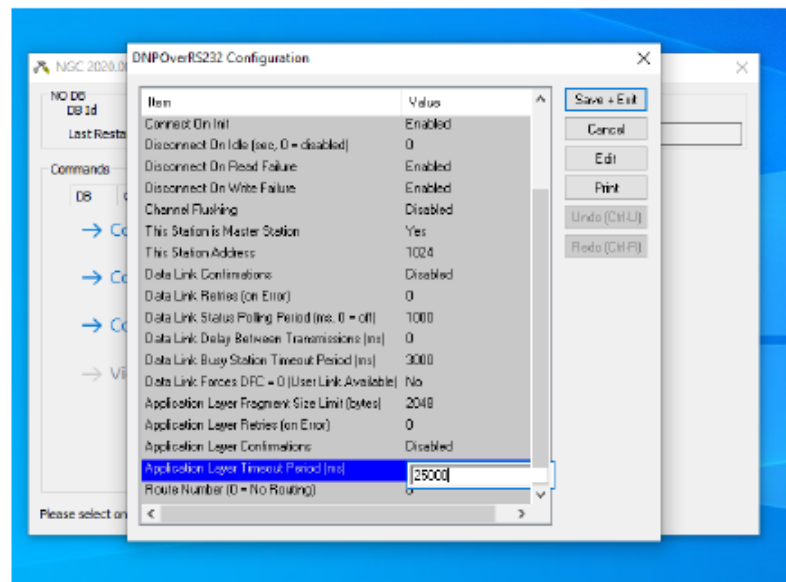 NGC 2020.0
DNPOverRS232 Configuration
NO DB
DB Id
Last Resta
Commands
DB
Co
Co
Co
Vi
Please select on
Item Value
Connect On Init Enabled
Disconnect On Idle (sec, 0 = disabled) 0
Disconnect On Read Failure Enabled
Disconnect On Write Failure Enabled
Channel Flushing Disabled
This Station is Master Station Yes
This Station Address 1024
Data Link Confirmations Disabled
Data Link Retries (on Error) 0
Data Link Status Polling Period (ms, 0 = off) 1000
Data Link Delay Between Transmissions (ms) 0
Data Link Busy Station Timeout Period (ms) 3000
Data Link Forces DFC = 0 (User Link Available) No
Application Layer Fragment Size Limit (bytes) 2048
Application Layer Retries (on Error) 0
Application Layer Confirmations Disabled
Application Layer Timeout Period (ms) 25000
Route Number (0 = No Routing)
Save + Exit
Cancel
Edit
Print
Undo (Ctrl-U)
Redo (Ctrl-R)